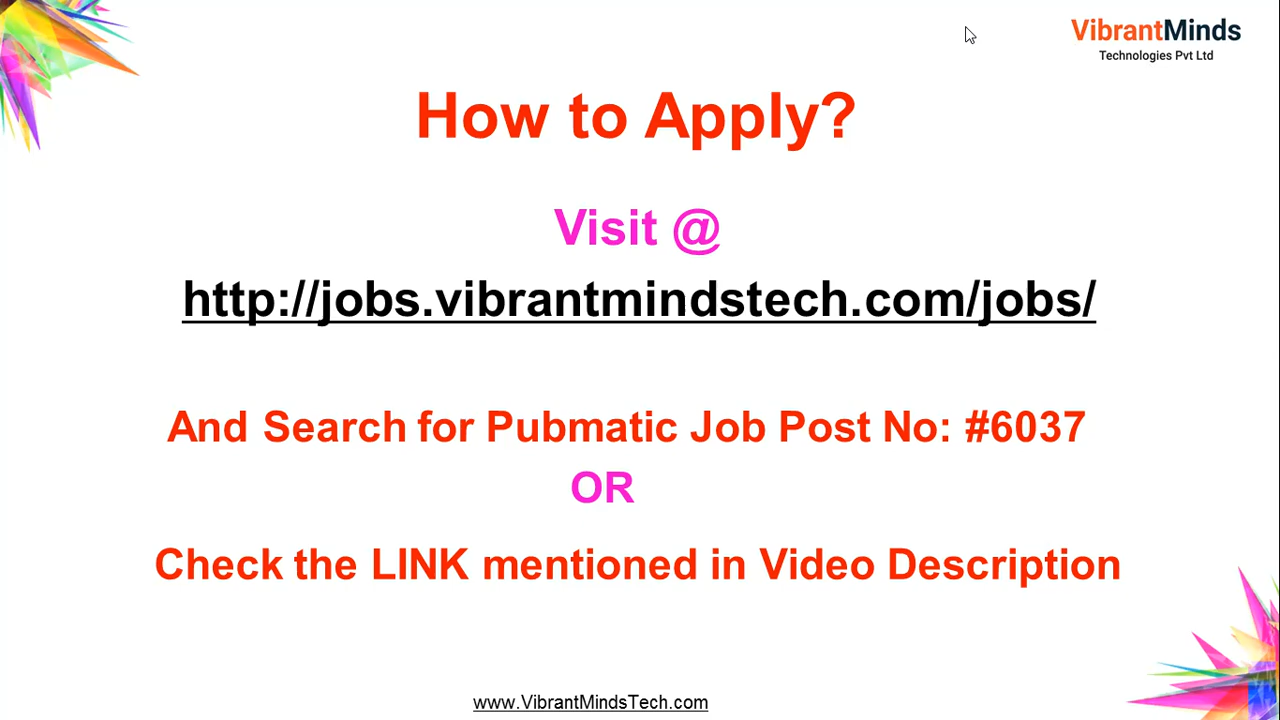 VibrantMinds
Technologies Pvt Ltd
How to Apply?
Visit @
http://jobs.vibrantmindstech.com/jobs/
And Search for Pubmatic Job Post No: #6037
OR
Check the LINK mentioned in Video Description
www.VibrantMindsTech.com